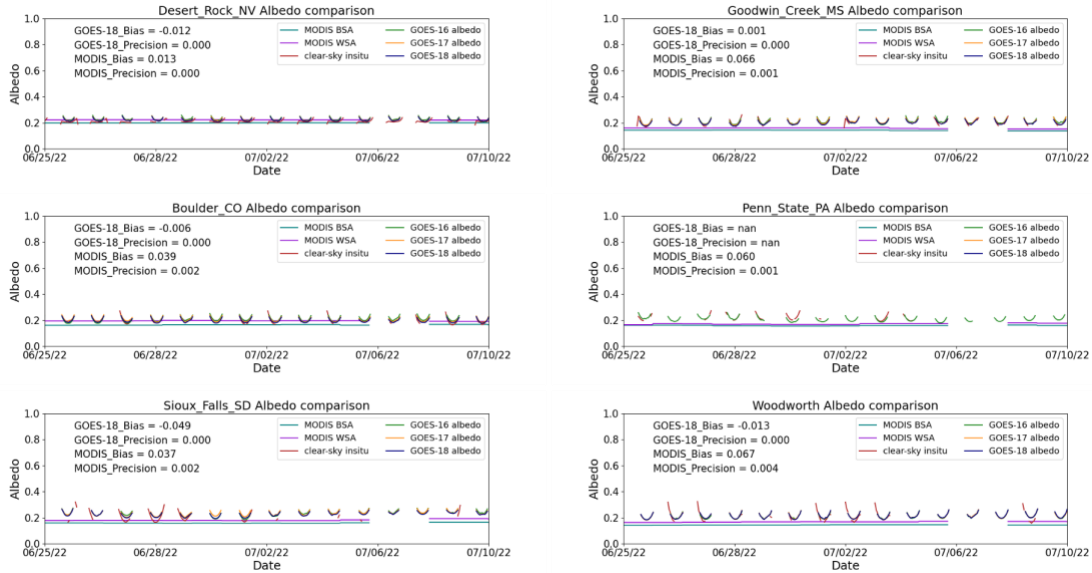 Desert_Rock_NV Albedo comparison
GOES-18_Bias = -0.012
GOES-18_Precision = 0.000
MODIS_Bias = 0.013
MODIS_Precision = 0.000
MODIS BSA
MODIS WSA
clear-sky insitu
GOES-16 albedo
GOES-17 albedo
GOES-18 albedo
Albedo
1.0
0.8
0.6
0.4
0.2
0.0
06/25/22 06/28/22 07/02/22 07/06/22 07/10/22
Date
Goodwin_Creek_MS Albedo comparison
GOES-18_Bias = 0.001
GOES-18_Precision = 0.000
MODIS_Bias = 0.066
MODIS_Precision = 0.001
MODIS BSA
MODIS WSA
clear-sky insitu
GOES-16 albedo
GOES-17 albedo
GOES-18 albedo
Albedo
1.0
0.8
0.6
0.4
0.2
0.0
06/25/22 06/28/22 07/02/22 07/06/22 07/10/22
Date
Boulder_CO Albedo comparison
GOES-18_Bias = -0.006
GOES-18_Precision = 0.000
MODIS_Bias = 0.039
MODIS_Precision = 0.002
MODIS BSA
MODIS WSA
clear-sky insitu
GOES-16 albedo
GOES-17 albedo
GOES-18 albedo
Albedo
1.0
0.8
0.6
0.4
0.2
0.0
06/25/22 06/28/22 07/02/22 07/06/22 07/10/22
Date
Penn_State_PA Albedo comparison
GOES-18_Bias = nan
GOES-18_Precision = nan
MODIS_Bias = 0.060
MODIS_Precision = 0.001
MODIS BSA
MODIS WSA
clear-sky insitu
GOES-16 albedo
GOES-17 albedo
GOES-18 albedo
Albedo
1.0
0.8
0.6
0.4
0.2
0.0
06/25/22 06/28/22 07/02/22 07/06/22 07/10/22
Date
Sioux_Falls_SD Albedo comparison
GOES-18_Bias = -0.049
GOES-18_Precision = 0.000
MODIS_Bias = 0.037
MODIS_Precision = 0.002
MODIS BSA
MODIS WSA
clear-sky insitu
GOES-16 albedo
GOES-17 albedo
GOES-18 albedo
Albedo
1.0
0.8
0.6
0.4
0.2
0.0
06/25/22 06/28/22 07/02/22 07/06/22 07/10/22
Date
Woodworth Albedo comparison
GOES-18_Bias = -0.013
GOES-18_Precision = 0.000
MODIS_Bias = 0.067
MODIS_Precision = 0.004
MODIS BSA
MODIS WSA
clear-sky insitu
GOES-16 albedo
GOES-17 albedo
GOES-18 albedo
Albedo
1.0
0.8
0.6
0.4
0.2
0.0
06/25/22 06/28/22 07/02/22 07/06/22 07/10/22
Date